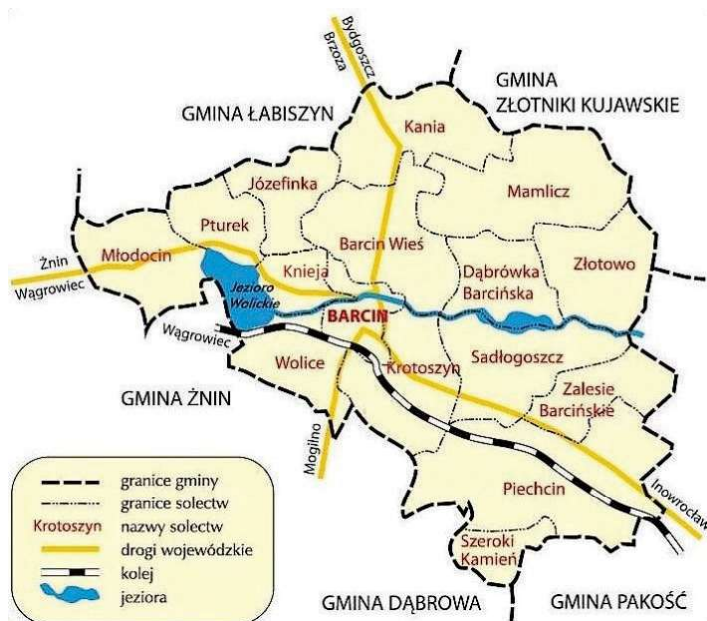 Bydgoszcz
Brzoza
GMINA
ZŁOTNIKI KUJAWSKIE
GMINA ŁABISZYN
Kania
Józefinka
Mamlicz
Pturek
Barcin Wieś
Młodocin
Żnin
Wągrowiec
Knieja
Dąbrówka
Barcińska
Złotowo
Jezioro
Wolickie
BARCIN
Wągrowiec
Wolice
Krotoszyn
Sadłogoszcz
Zalesie
Barcińskie
GMINA ŻNIN
Mogilno
Inowrocław
Piechcin
Szeroki
Kamień
GMINA DĄBROWA
GMINA PAKOŚĆ
granice gminy
granice solectw
Krotoszyn nazwy solectw
drogi wojewódzkie
kolej
jeziora